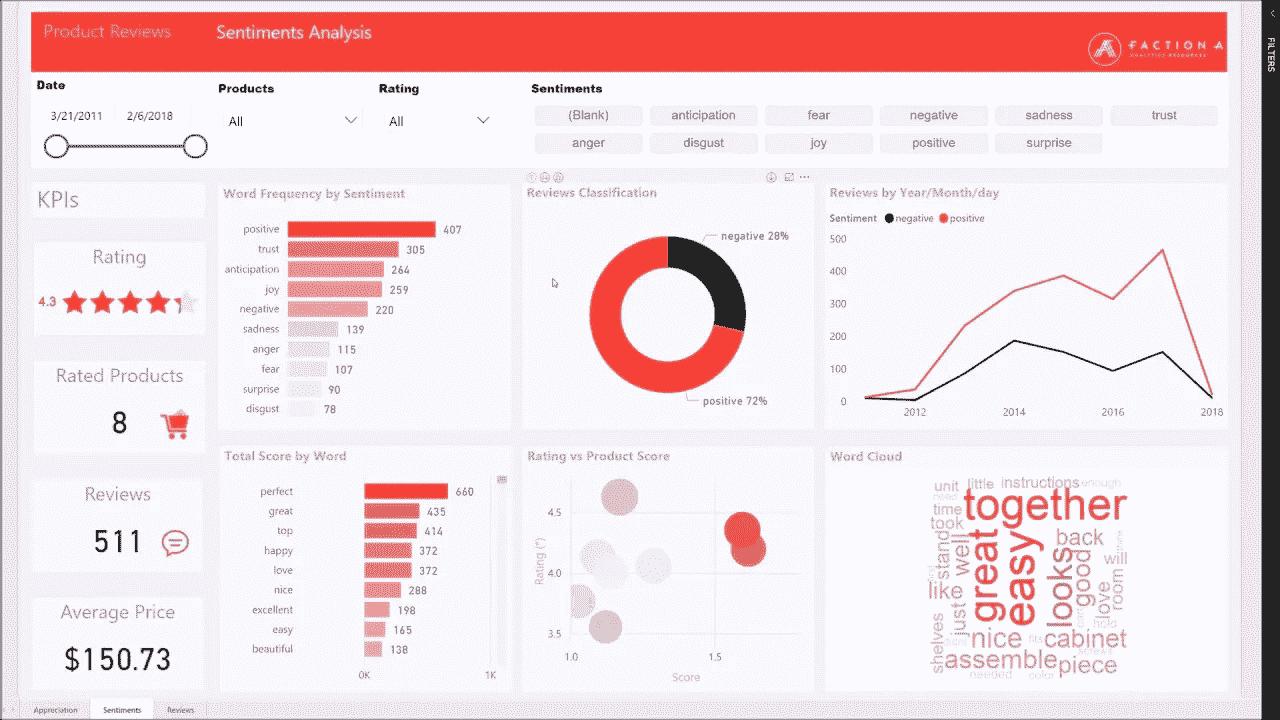 Product Reviews
Sentiments Analysis
FACTION A
FILTERS
Date
3/21/2011 2/6/2018
Products
All
Rating
All
Sentiments
(Blank) anticipation fear negative sadness trust
anger disgust joy positive surprise
KPIs
Rating
4.3
Rated Products
8
Reviews
511
Average Price
$150.73
Word Frequency by Sentiment
positive 407
trust 305
anticipation 264
joy 259
negative 220
sadness 139
anger 115
fear 107
surprise 90
disgust 78
Reviews Classification
negative 28%
positive 72%
Reviews by Year/Month/day
Sentiment negative positive
500
400
300
200
100
0
2012 2014 2016 2018
Total Score by Word
perfect 660
great 435
top 414
happy 372
love 372
nice 280
excellent 198
easy 165
beautiful 138
0K 1K
Rating vs Product Score
Rating (*)
4.5
4.0
3.5
1.0 1.5
Score
Word Cloud
unit little instructions enough
need
together
time
took
stand
well
great
easy
looks
back
good
will
room
love
like
just
hold
shelves
nice
fits
cabinet
assemble
piece
needed color
Appreciation Sentiments Reviews